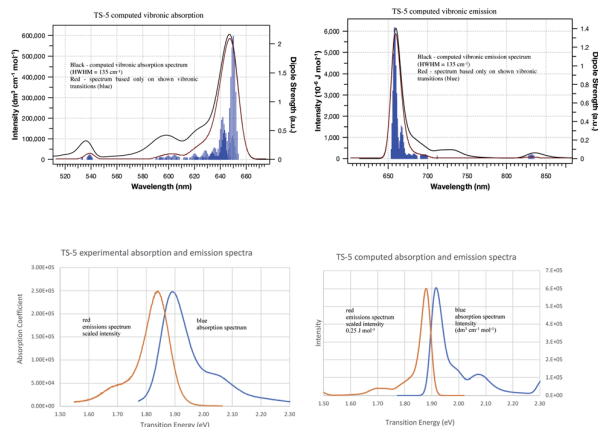 TS-5 computed vibronic absorption
600,000
500,000
400,000
300,000
200,000
100,000
0
2
1.5
1
0.5
0
Black - computed vibronic absorption spectrum
(HWHM = 135 cm⁻¹)
Red - spectrum based only on shown vibronic
transitions (blue)
Intensity (dm³ cm⁻¹ mol⁻¹)
Dipole Strength (a.u.)
520 540 560 580 600 620 640 660
Wavelength (nm)
TS-5 computed vibronic emission
6,000
5,000
4,000
3,000
2,000
1,000
0
1.4
1.2
1
0.8
0.6
0.4
0.2
0
Black - computed vibronic emission spectrum
(HWHM = 135 cm⁻¹)
Red - spectrum based only on shown vibronic
transitions (blue)
Intensity (10⁻⁶ J mol⁻¹)
Dipole Strength (a.u.)
650 700 750 800 850
Wavelength (nm)
TS-5 experimental absorption and emission spectra
3.00E+05
2.50E+05
2.00E+05
1.50E+05
1.00E+05
5.00E+04
0.00E+00
Absorption Coefficient
red
emissions spectrum
scaled intensity
blue
absorption spectrum
1.50 1.60 1.70 1.80 1.90 2.00 2.10 2.20 2.30
Transition Energy (eV)
TS-5 computed absorption and emission spectra
7.E+05
6.E+05
5.E+05
4.E+05
3.E+05
2.E+05
1.E+05
0.E+00
Intensity
red
emissions spectrum
scaled intensity
0.25 J mol⁻¹
blue
absorption spectrum
Intensity
(dm³ cm⁻¹ mol⁻¹)
1.50 1.60 1.70 1.80 1.90 2.00 2.10 2.20 2.30
Transition Energy (eV)